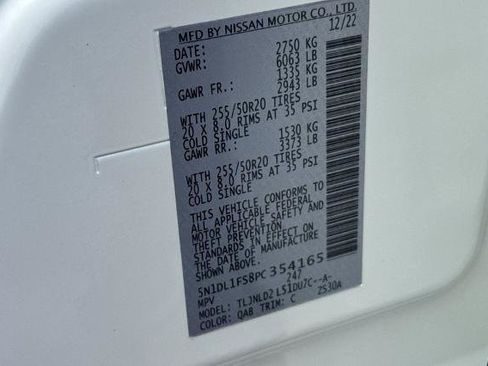 MFD BY NISSAN MOTOR CO., LTD.
DATE: 12/22
GVWR: 2750 KG
6063 LB
GAWR FR.: 1335 KG
2943 LB
WITH 255/50R20 TIRES
20 X 8.0 RIMS AT 35 PSI
COLD SINGLE
GAWR RR.: 1530 KG
3373 LB
WITH 255/50R20 TIRES
20 X 8.0 RIMS AT 35 PSI
COLD SINGLE
THIS VEHICLE CONFORMS TO
ALL APPLICABLE FEDERAL
MOTOR VEHICLE SAFETY AND
THEFT PREVENTION
STANDARDS IN EFFECT ON
THE DATE OF MANUFACTURE
SHOWN ABOVE.
5N1DL1FS8PC354165
MPV 247
MODEL: TLJNLD2 LS1DU7C--A-
COLOR: QAB TRIM: C 2530A